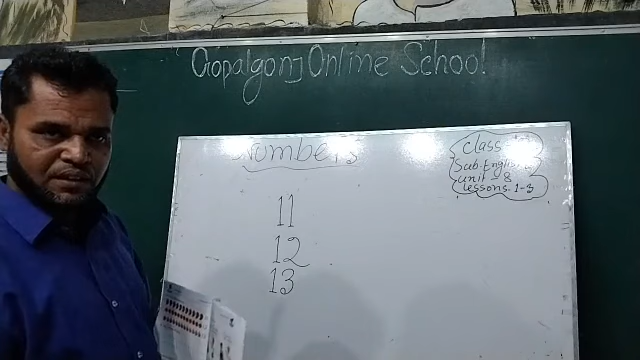 Gopalgonj Online School
Numbers
class
Sub-English
unit - 8
Lessons. 1-3
11
12
13